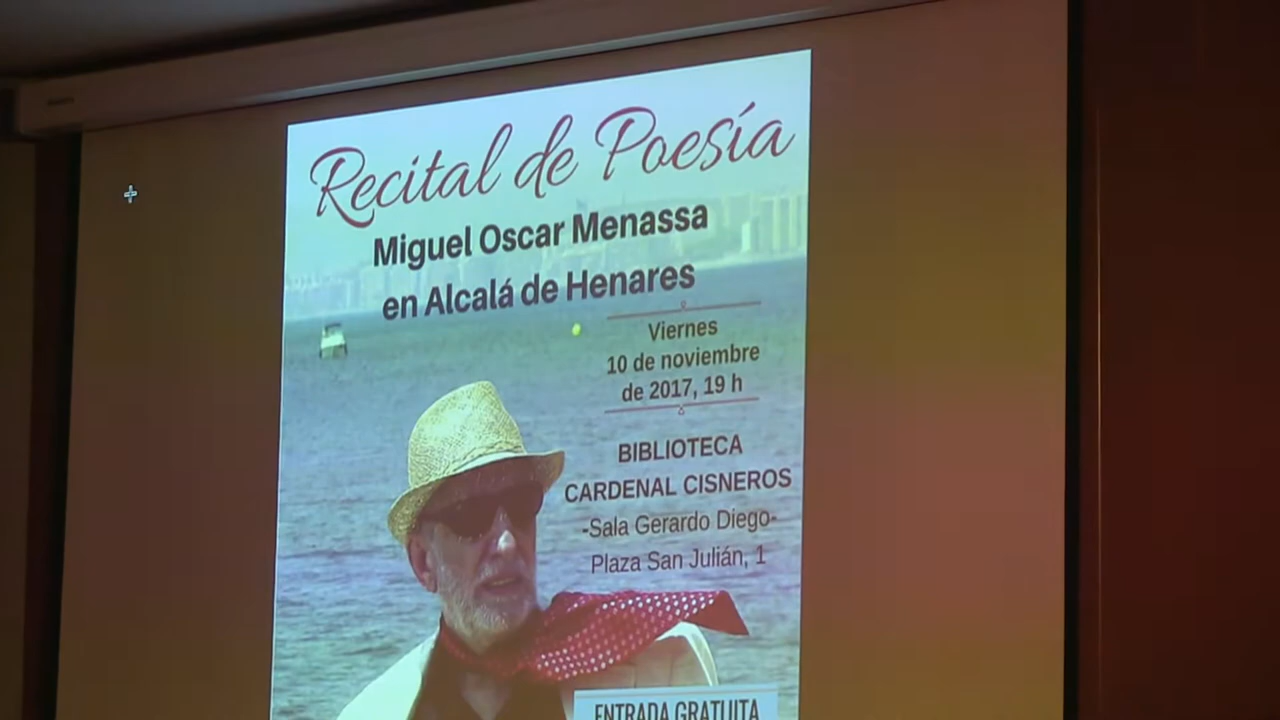 Recital de Poesía
Miguel Oscar Menassa
en Alcalá de Henares
Viernes
10 de noviembre
de 2017, 19 h
BIBLIOTECA
CARDENAL CISNEROS
-Sala Gerardo Diego-
Plaza San Julián, 1
ENTRADA GRATUITA